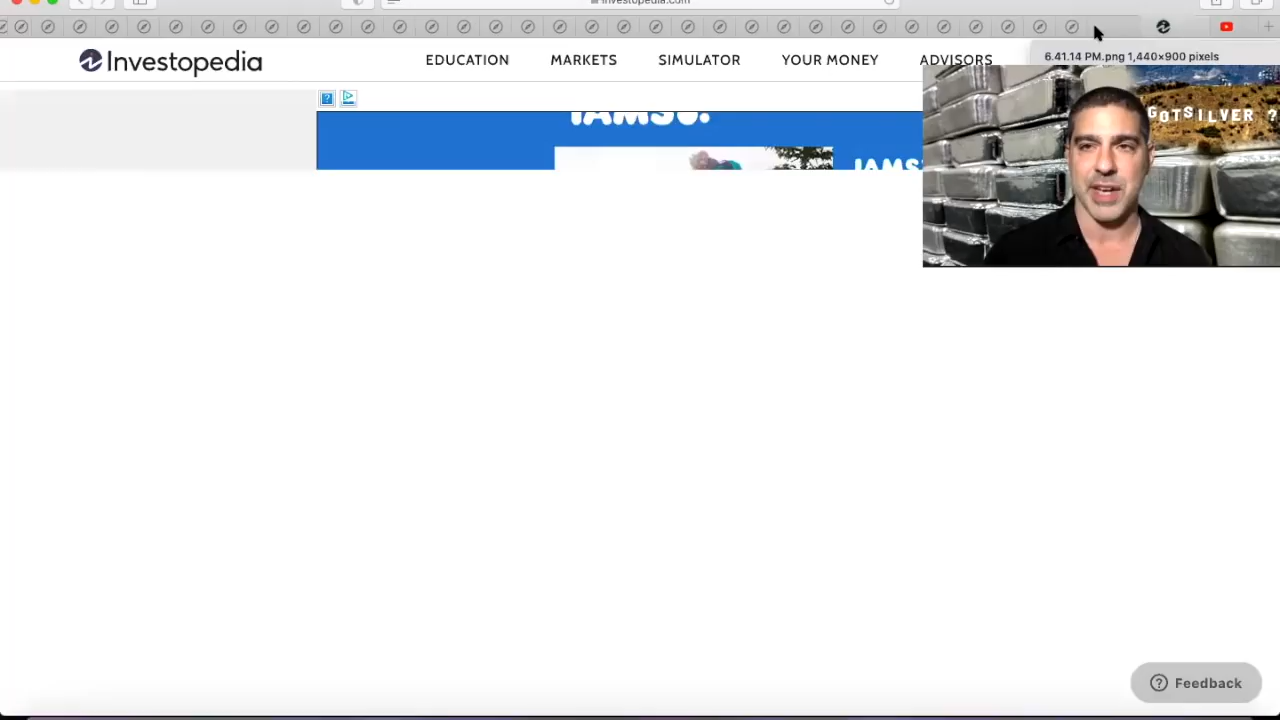 investopedia.com
Investopedia
EDUCATION MARKETS SIMULATOR YOUR MONEY ADVISORS
6.41.14 PM.png 1,440×900 pixels
GOTSILVER ?
IAMS
Feedback